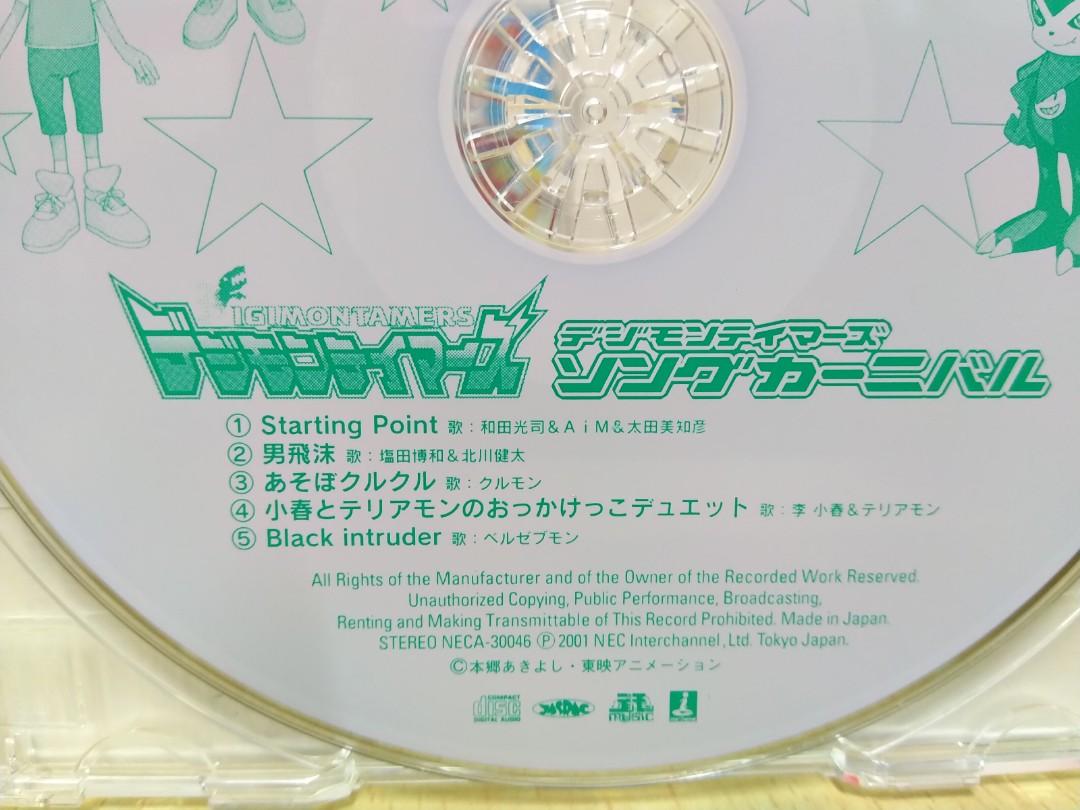 DIGIMONTAMERS
デジモンテイマーズ
デジモンテイマーズ
ソングカーニバル
① Starting Point 歌：和田光司＆AiM＆太田美知彦
② 男飛沫 歌：塩田博和＆北川健太
③ あそぼクルクル 歌：クルモン
④ 小春とテリアモンのおっかけっこデュエット 歌：李 小春＆テリアモン
⑤ Black intruder 歌：ベルゼブモン
All Rights of the Manufacturer and of the Owner of the Recorded Work Reserved.
Unauthorized Copying, Public Performance, Broadcasting,
Renting and Making Transmittable of This Record Prohibited. Made in Japan.
STEREO NECA-30046 Ⓟ 2001 NEC Interchannel, Ltd. Tokyo Japan.
©本郷あきよし・東映アニメーション
COMPACT disc DIGITAL AUDIO JASRAC MUSIC